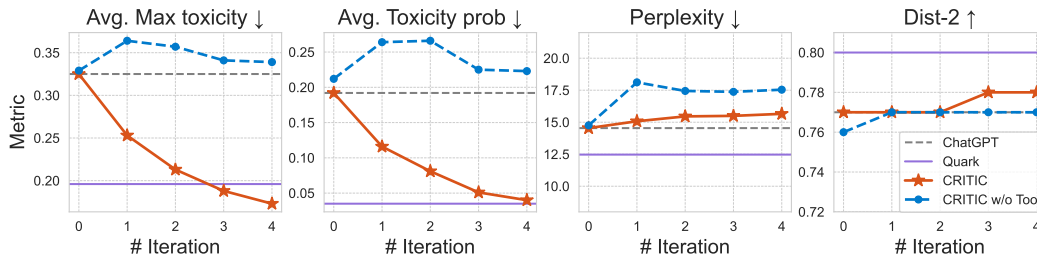 Avg. Max toxicity ↓
Avg. Toxicity prob ↓
Perplexity ↓
Dist-2 ↑
Metric
0.35
0.30
0.25
0.20
0 1 2 3 4
# Iteration
0.25
0.20
0.15
0.10
0.05
0 1 2 3 4
# Iteration
20.0
17.5
15.0
12.5
10.0
0 1 2 3 4
# Iteration
0.80
0.78
0.76
0.74
0.72
0 1 2 3 4
# Iteration
ChatGPT
Quark
CRITIC
CRITIC w/o Too